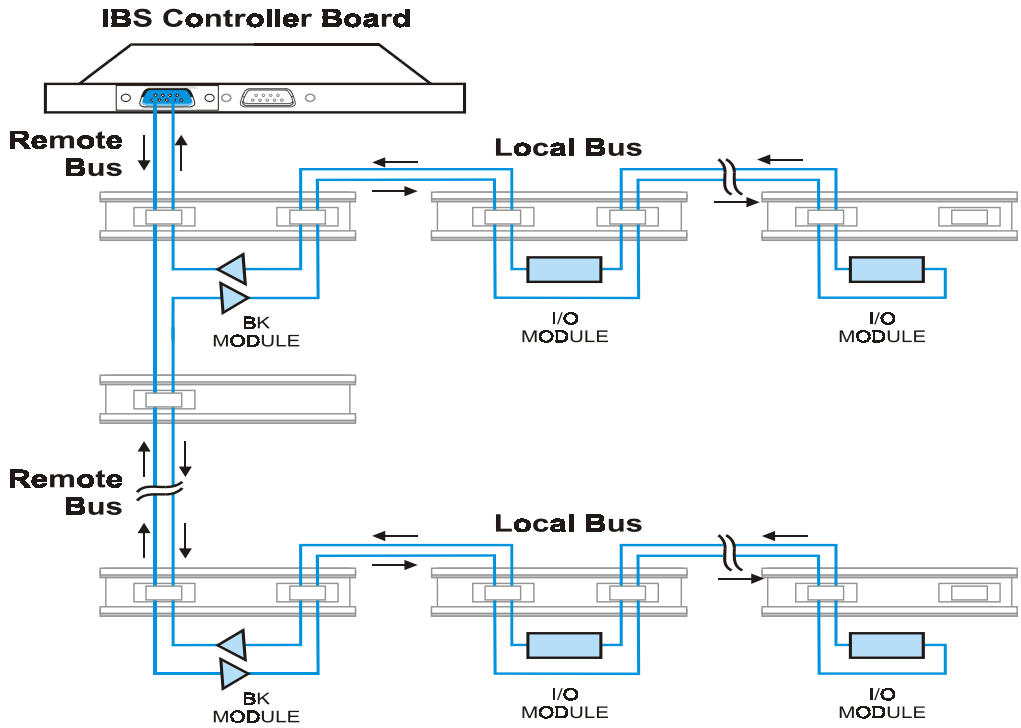 IBS Controller Board
Remote
Bus
Local Bus
BK
MODULE
I/O
MODULE
I/O
MODULE
Remote
Bus
Local Bus
BK
MODULE
I/O
MODULE
I/O
MODULE